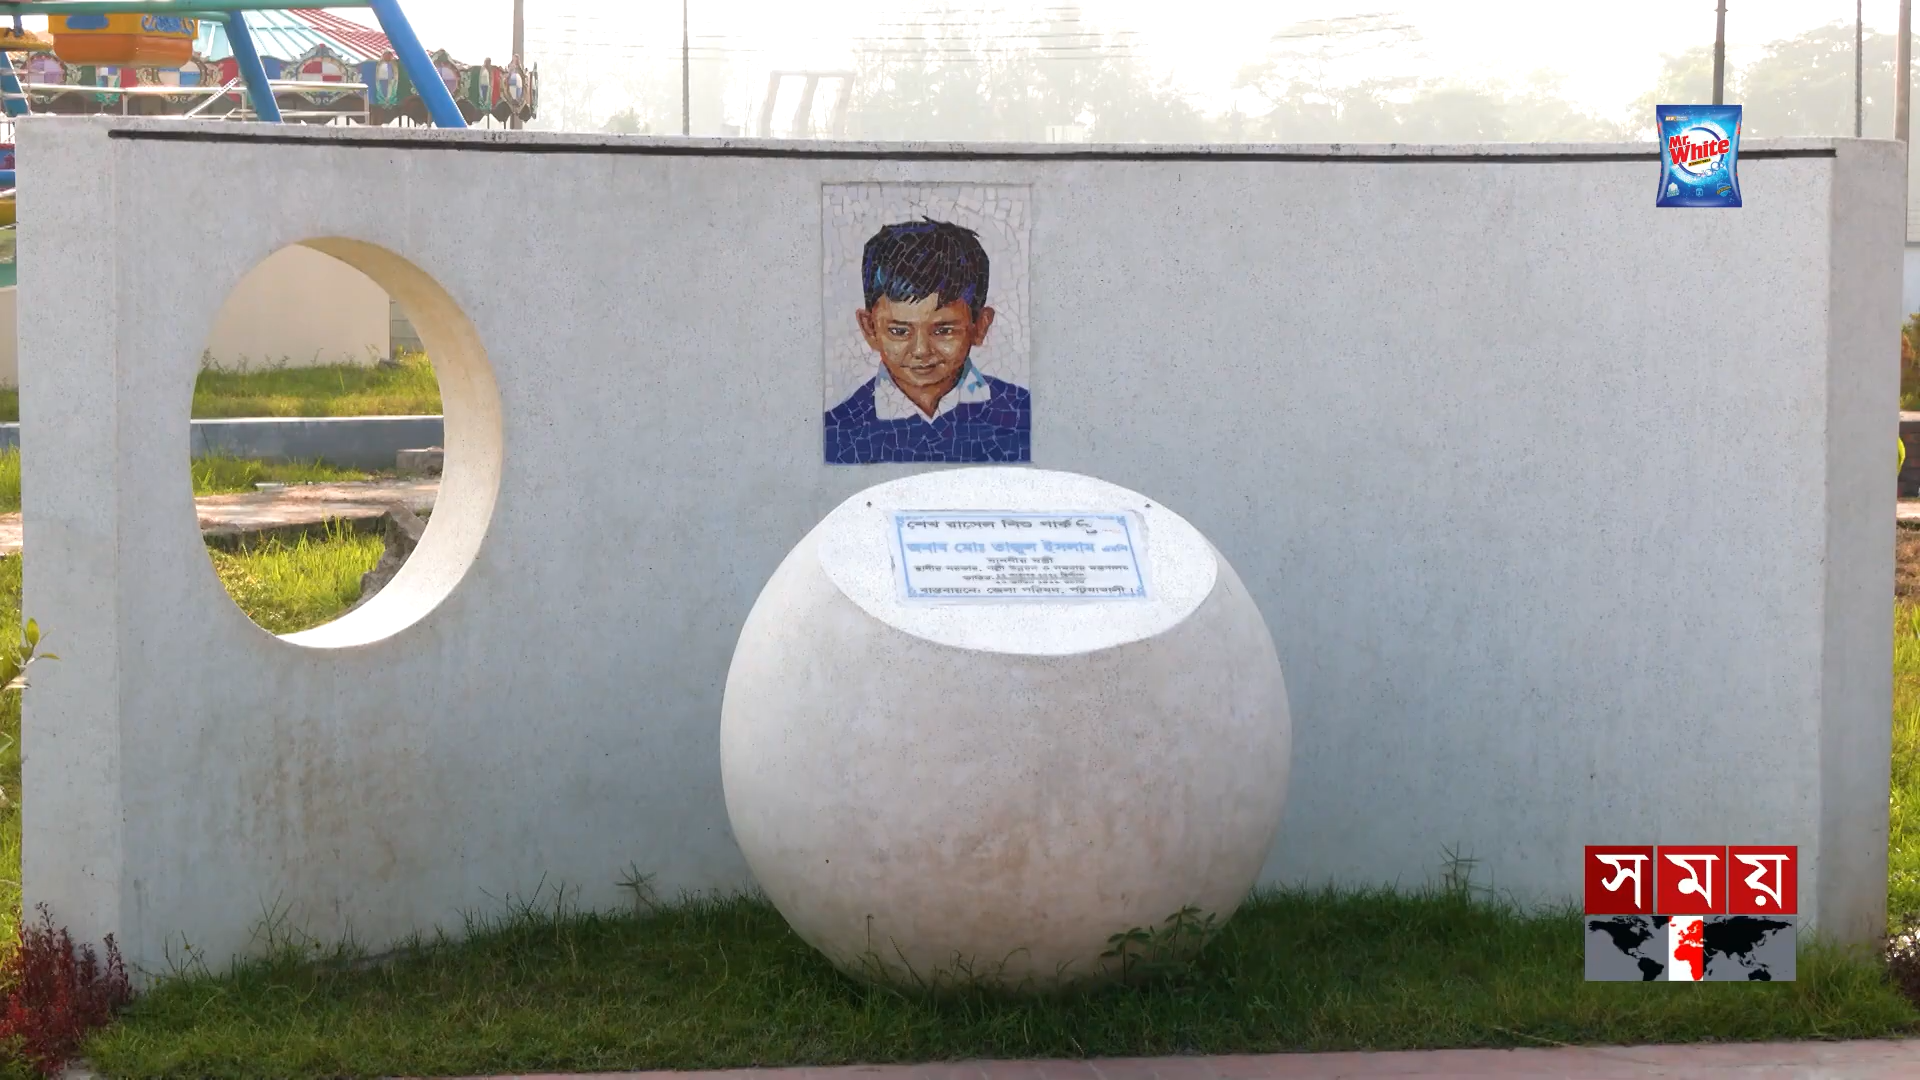 Mr.
White
শেখ রাসেল শিশু পার্ক
জনাব মোঃ তাজুল ইসলাম এমপি
মাননীয় মন্ত্রী
স্থানীয় সরকার, পল্লী উন্নয়ন ও সমবায় মন্ত্রণালয়
তারিখ:
বাস্তবায়নে: জেলা পরিষদ, পটুয়াখালী।
সময়